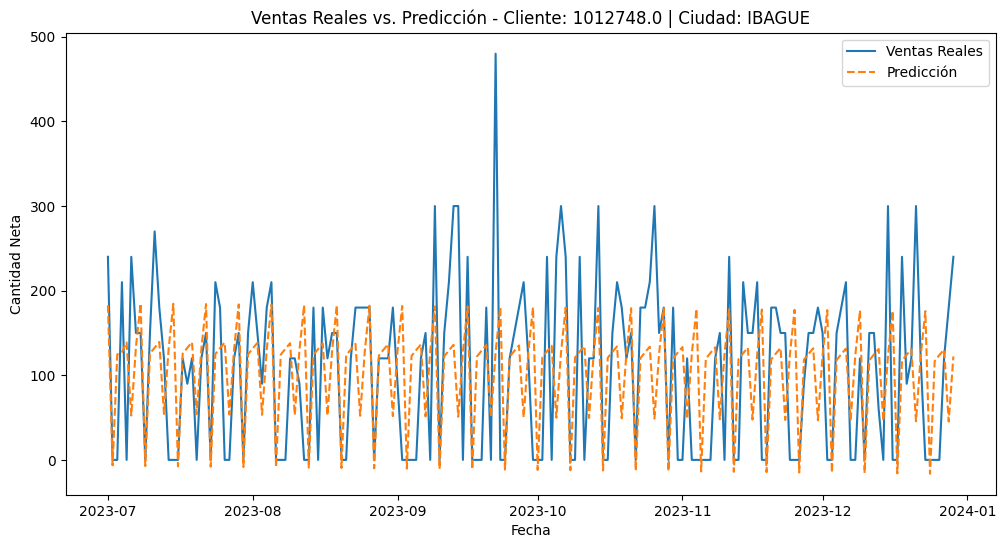 Ventas Reales vs. Predicción - Cliente: 1012748.0 | Ciudad: IBAGUE
Ventas Reales
Predicción
Cantidad Neta
500
400
300
200
100
0
2023-07
2023-08
2023-09
2023-10
2023-11
2023-12
2024-01
Fecha